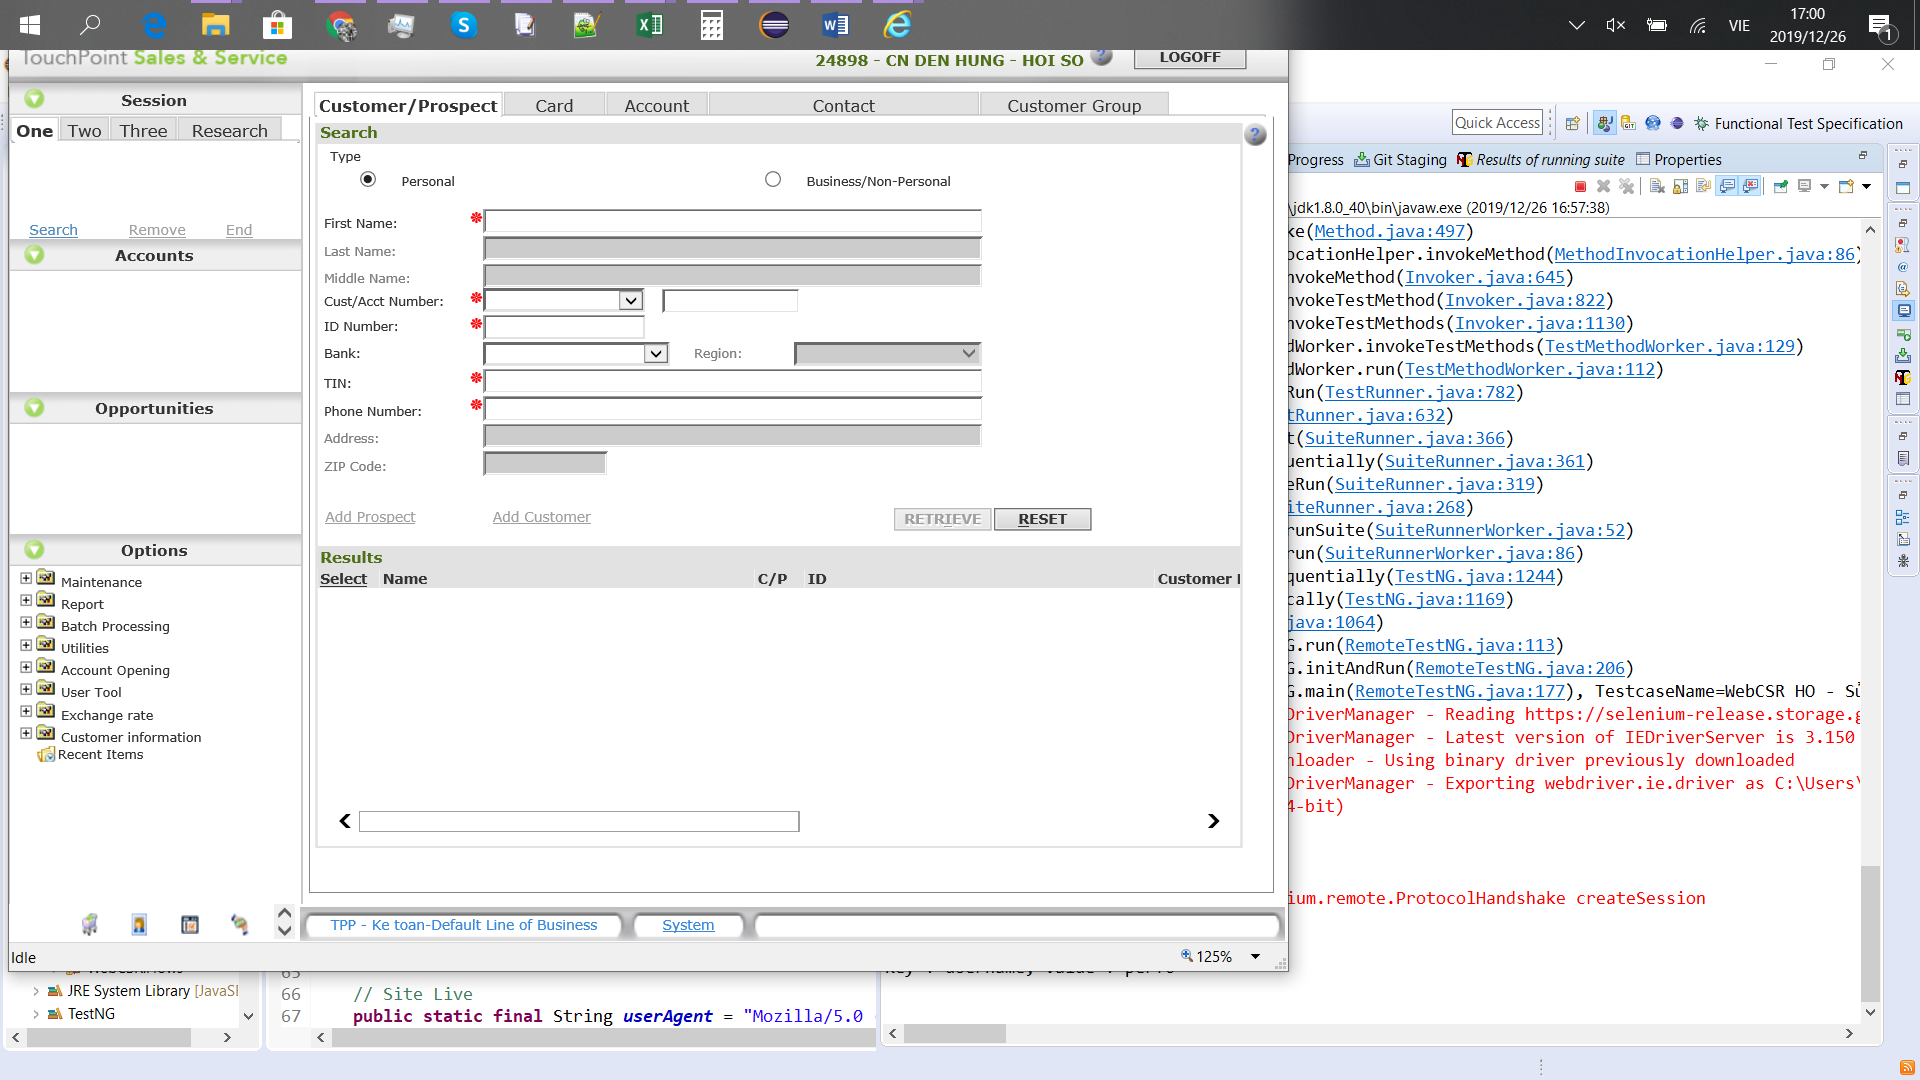 VIE
17:00
2019/12/26
1
TouchPoint Sales & Service
24898 - CN DEN HUNG - HOI SO
LOGOFF
Session
One
Two
Three
Research
Search
Remove
End
Accounts
Opportunities
Options
Maintenance
Report
Batch Processing
Utilities
Account Opening
User Tool
Exchange rate
Customer information
Recent Items
Customer/Prospect
Card
Account
Contact
Customer Group
Search
Type
Personal
Business/Non-Personal
First Name:
Last Name:
Middle Name:
Cust/Acct Number:
ID Number:
Bank:
Region:
TIN:
Phone Number:
Address:
ZIP Code:
Add Prospect
Add Customer
RETRIEVE
RESET
Results
Select Name C/P ID Customer I
TPP - Ke toan-Default Line of Business
System
Idle
125%
Quick Access
Functional Test Specification
Progress
Git Staging
Results of running suite
Properties
\jdk1.8.0_40\bin\javaw.exe (2019/12/26 16:57:38)
ke(Method.java:497)
ocationHelper.invokeMethod(MethodInvocationHelper.java:86)
nvokeMethod(Invoker.java:645)
nvokeTestMethod(Invoker.java:822)
nvokeTestMethods(Invoker.java:1130)
dWorker.invokeTestMethods(TestMethodWorker.java:129)
dWorker.run(TestMethodWorker.java:112)
Run(TestRunner.java:782)
tRunner.java:632)
t(SuiteRunner.java:366)
uentially(SuiteRunner.java:361)
eRun(SuiteRunner.java:319)
iteRunner.java:268)
runSuite(SuiteRunnerWorker.java:52)
run(SuiteRunnerWorker.java:86)
quentially(TestNG.java:1244)
cally(TestNG.java:1169)
java:1064)
G.run(RemoteTestNG.java:113)
G.initAndRun(RemoteTestNG.java:206)
G.main(RemoteTestNG.java:177), TestcaseName=WebCSR HO - Sử
DriverManager - Reading https://selenium-release.storage.g
DriverManager - Latest version of IEDriverServer is 3.150
nloader - Using binary driver previously downloaded
DriverManager - Exporting webdriver.ie.driver as C:\Users\
4-bit)
ium.remote.ProtocolHandshake createSession
JRE System Library [JavaSE
TestNG
65
66 // Site Live
67 public static final String userAgent = "Mozilla/5.0